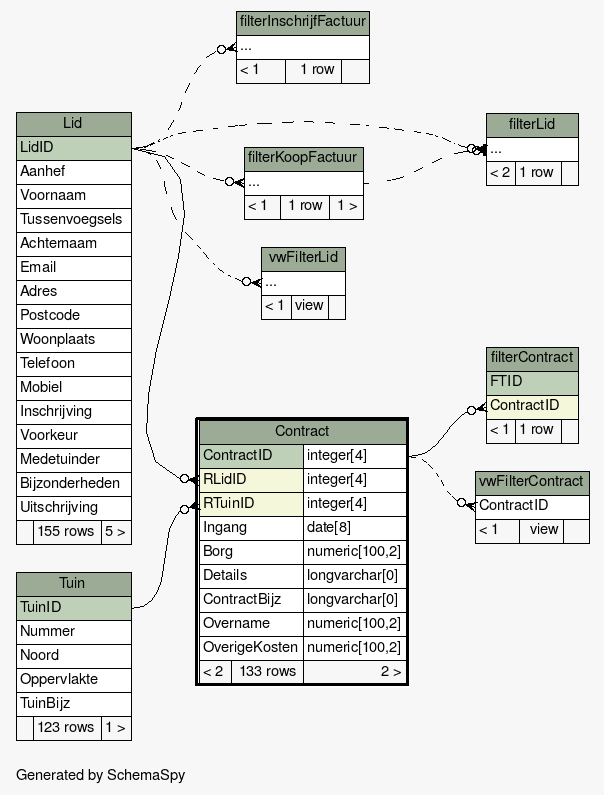 filterInschrijfFactuur
...
< 1 1 row
Lid
LidID
Aanhef
Voornaam
Tussenvoegsels
Achternaam
Email
Adres
Postcode
Woonplaats
Telefoon
Mobiel
Inschrijving
Voorkeur
Medetuinder
Bijzonderheden
Uitschrijving
155 rows 5 >
filterLid
...
< 2 1 row
filterKoopFactuur
...
< 1 1 row 1 >
vwFilterLid
...
< 1 view
filterContract
FTID
ContractID
< 1 1 row
Contract
ContractID integer[4]
RLidID integer[4]
RTuinID integer[4]
Ingang date[8]
Borg numeric[100,2]
Details longvarchar[0]
ContractBijz longvarchar[0]
Overname numeric[100,2]
OverigeKosten numeric[100,2]
< 2 133 rows 2 >
vwFilterContract
ContractID
< 1 view
Tuin
TuinID
Nummer
Noord
Oppervlakte
TuinBijz
123 rows 1 >
Generated by SchemaSpy